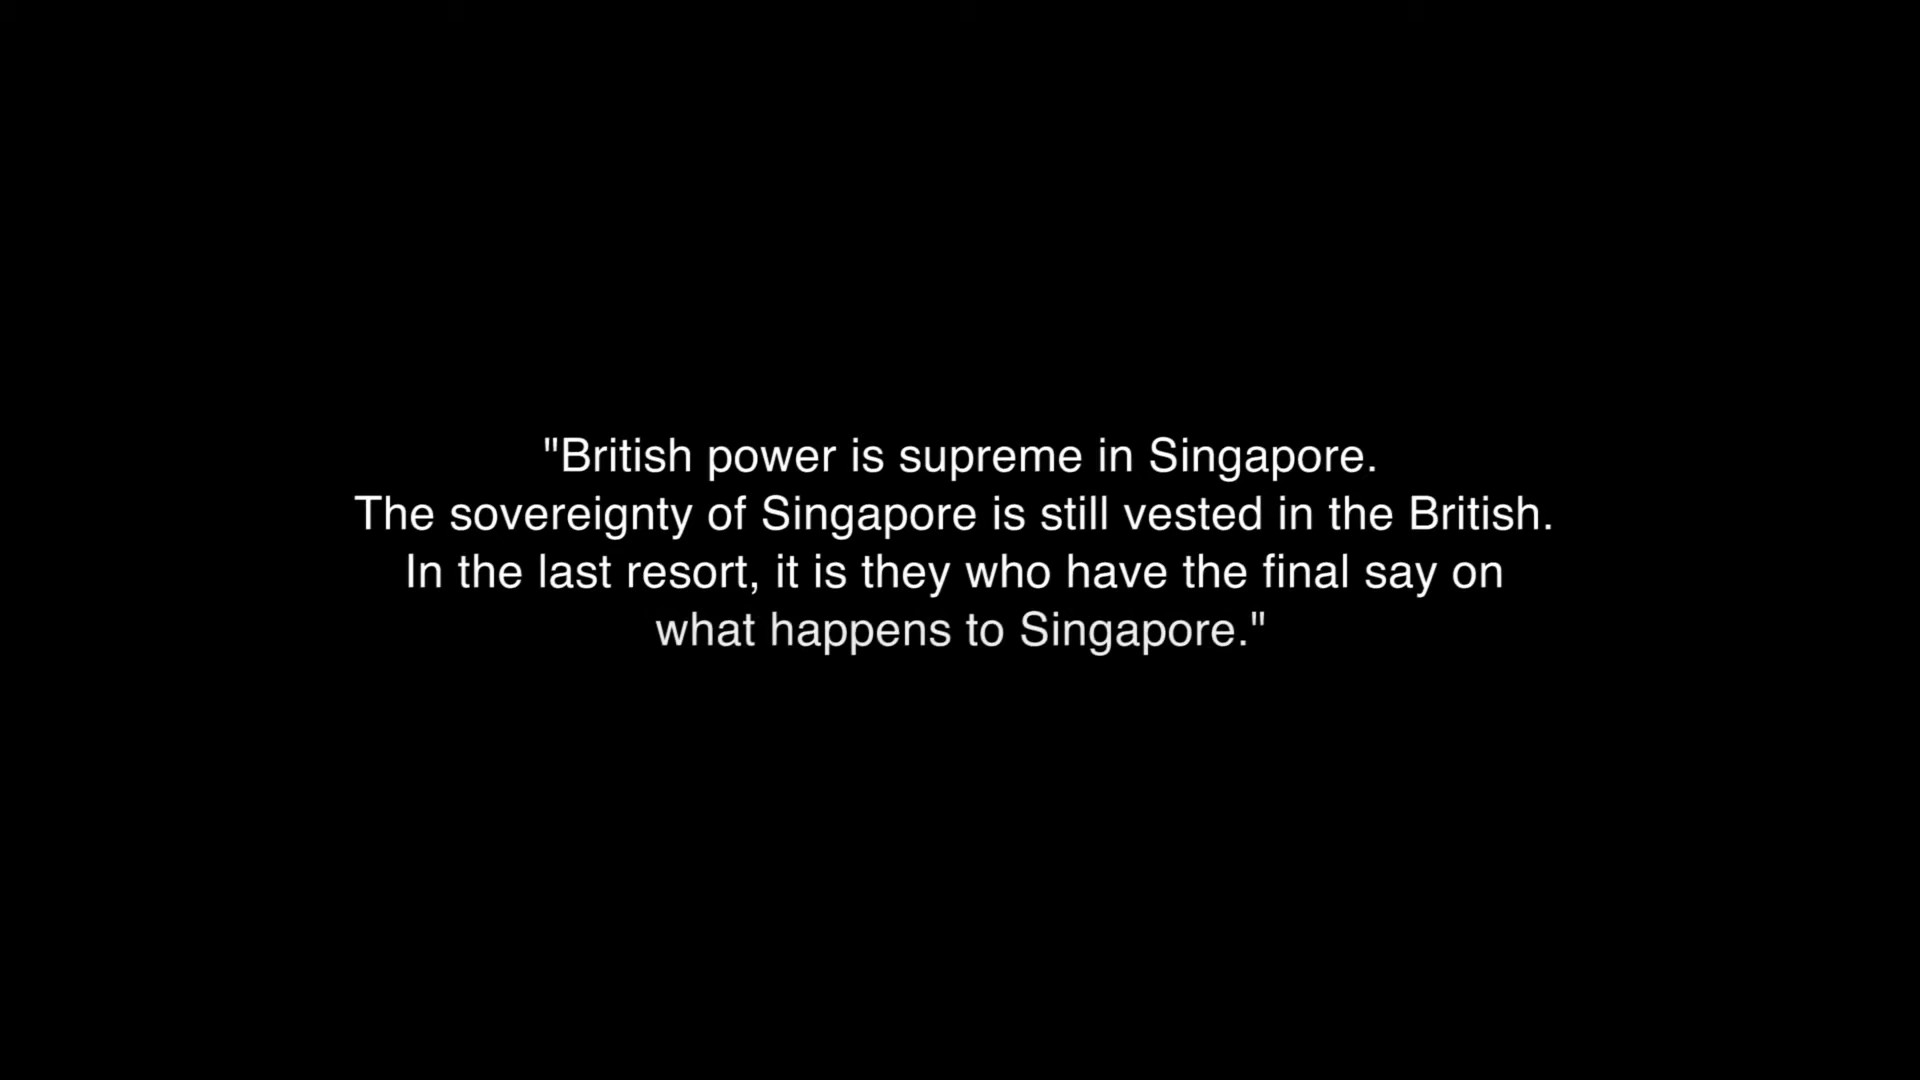 "British power is supreme in Singapore.
The sovereignty of Singapore is still vested in the British.
In the last resort, it is they who have the final say on
what happens to Singapore."